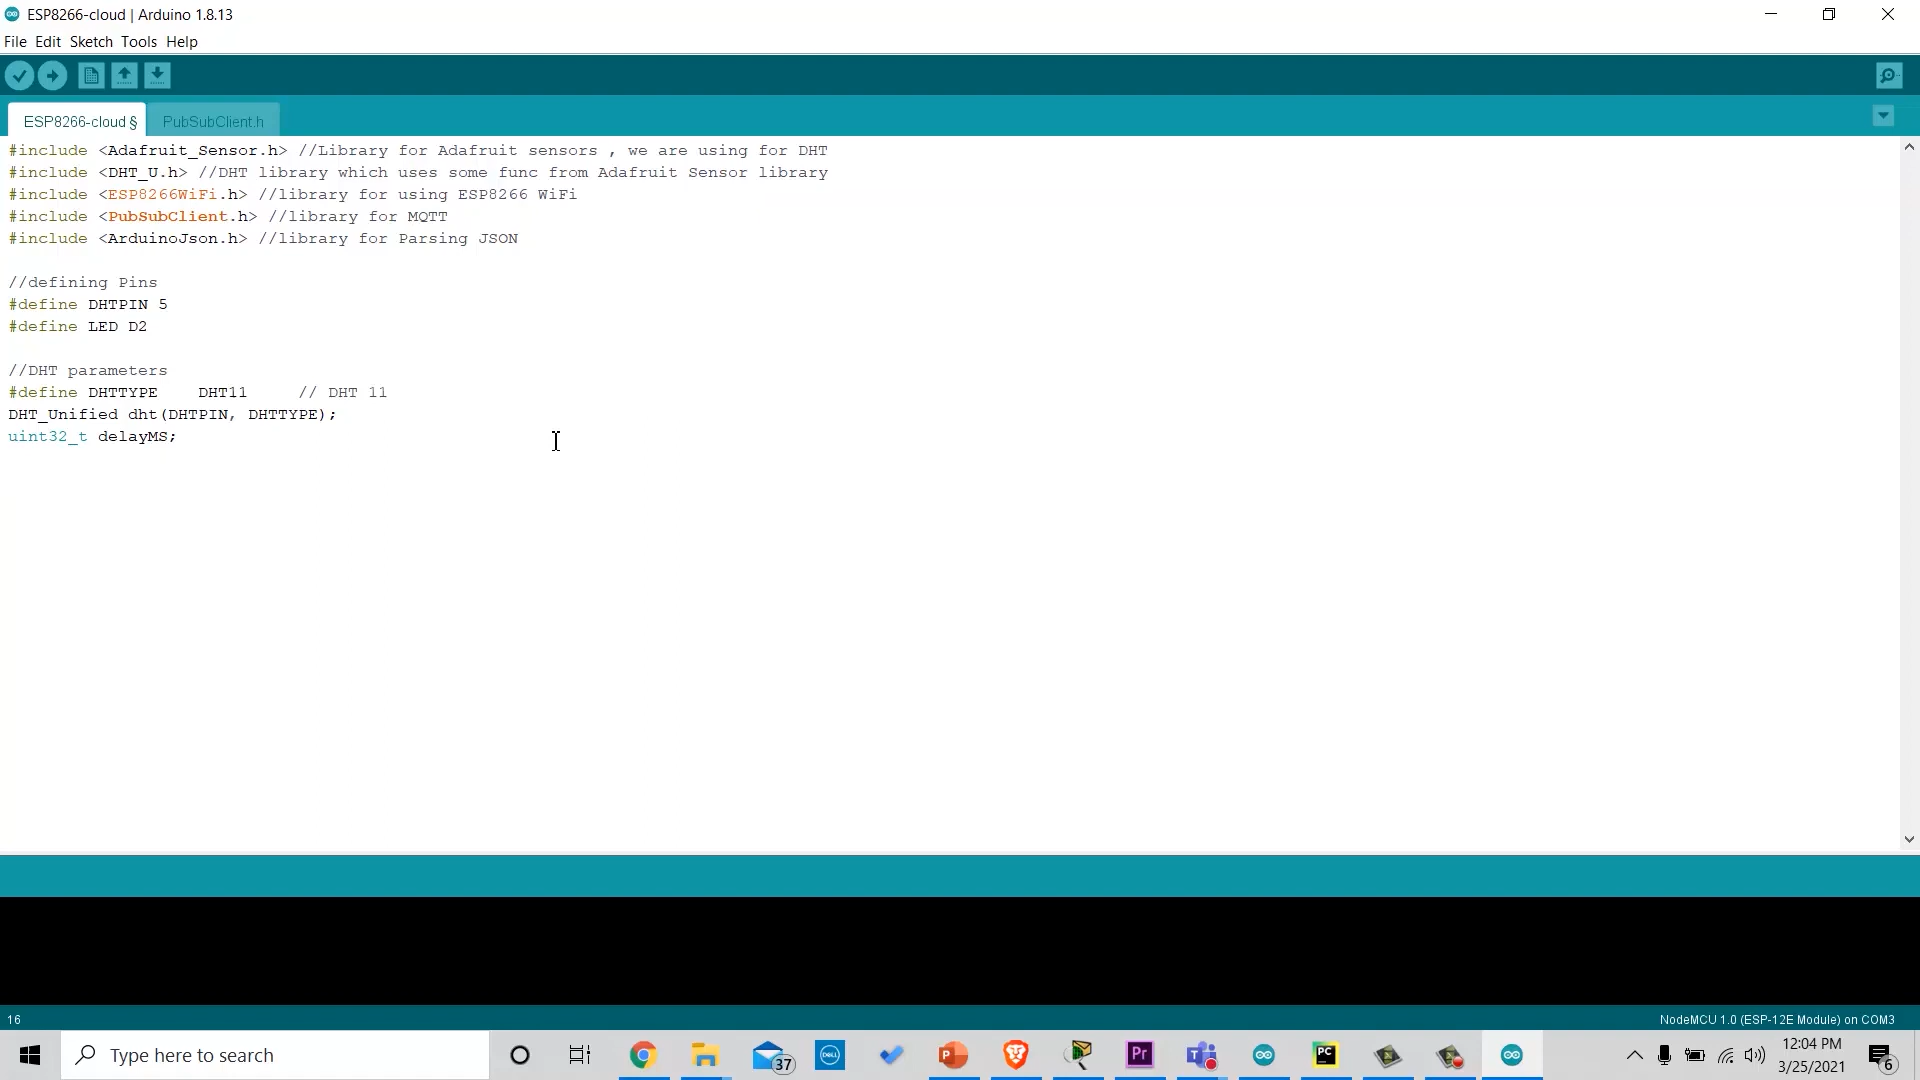 ESP8266-cloud | Arduino 1.8.13
File Edit Sketch Tools Help
ESP8266-cloud § PubSubClient.h
#include <Adafruit_Sensor.h> //Library for Adafruit sensors , we are using for DHT
#include <DHT_U.h> //DHT library which uses some func from Adafruit Sensor library
#include <ESP8266WiFi.h> //library for using ESP8266 WiFi
#include <PubSubClient.h> //library for MQTT
#include <ArduinoJson.h> //library for Parsing JSON
//defining Pins
#define DHTPIN 5
#define LED D2
//DHT parameters
#define DHTTYPE    DHT11     // DHT 11
DHT_Unified dht(DHTPIN, DHTTYPE);
uint32_t delayMS;
16
NodeMCU 1.0 (ESP-12E Module) on COM3
Type here to search
37
DELL
P
Pr
T
PC
12:04 PM
3/25/2021
6